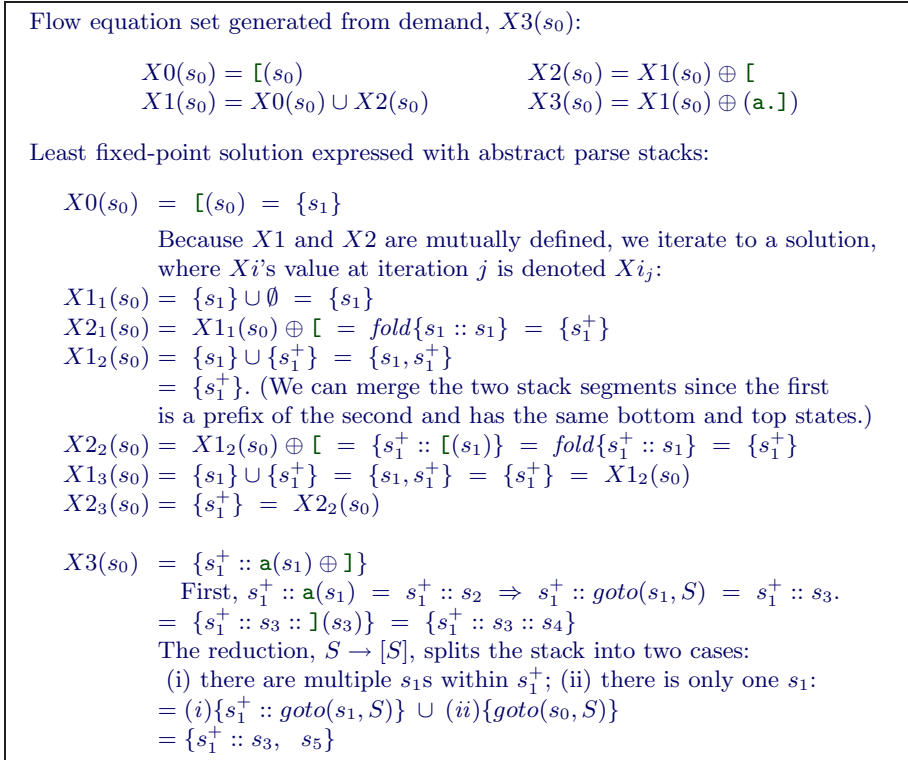 Flow equation set generated from demand, X3(s₀):
X0(s₀) = [(s₀) X2(s₀) = X1(s₀) ⊕ [
X1(s₀) = X0(s₀) ∪ X2(s₀) X3(s₀) = X1(s₀) ⊕ (a.])
Least fixed-point solution expressed with abstract parse stacks:
X0(s₀) = [(s₀) = {s₁}
Because X1 and X2 are mutually defined, we iterate to a solution,
where Xi's value at iteration j is denoted Xiⱼ:
X1₁(s₀) = {s₁} ∪ ∅ = {s₁}
X2₁(s₀) = X1₁(s₀) ⊕ [ = fold{s₁ :: s₁} = {s₁⁺}
X1₂(s₀) = {s₁} ∪ {s₁⁺} = {s₁, s₁⁺}
= {s₁⁺}. (We can merge the two stack segments since the first
is a prefix of the second and has the same bottom and top states.)
X2₂(s₀) = X1₂(s₀) ⊕ [ = {s₁⁺ :: [(s₁)} = fold{s₁⁺ :: s₁} = {s₁⁺}
X1₃(s₀) = {s₁} ∪ {s₁⁺} = {s₁, s₁⁺} = {s₁⁺} = X1₂(s₀)
X2₃(s₀) = {s₁⁺} = X2₂(s₀)
X3(s₀) = {s₁⁺ :: a(s₁) ⊕ ]}
First, s₁⁺ :: a(s₁) = s₁⁺ :: s₂ ⇒ s₁⁺ :: goto(s₁, S) = s₁⁺ :: s₃.
= {s₁⁺ :: s₃ :: ](s₃)} = {s₁⁺ :: s₃ :: s₄}
The reduction, S → [S], splits the stack into two cases:
(i) there are multiple s₁s within s₁⁺; (ii) there is only one s₁:
= (i){s₁⁺ :: goto(s₁, S)} ∪ (ii){goto(s₀, S)}
= {s₁⁺ :: s₃, s₅}